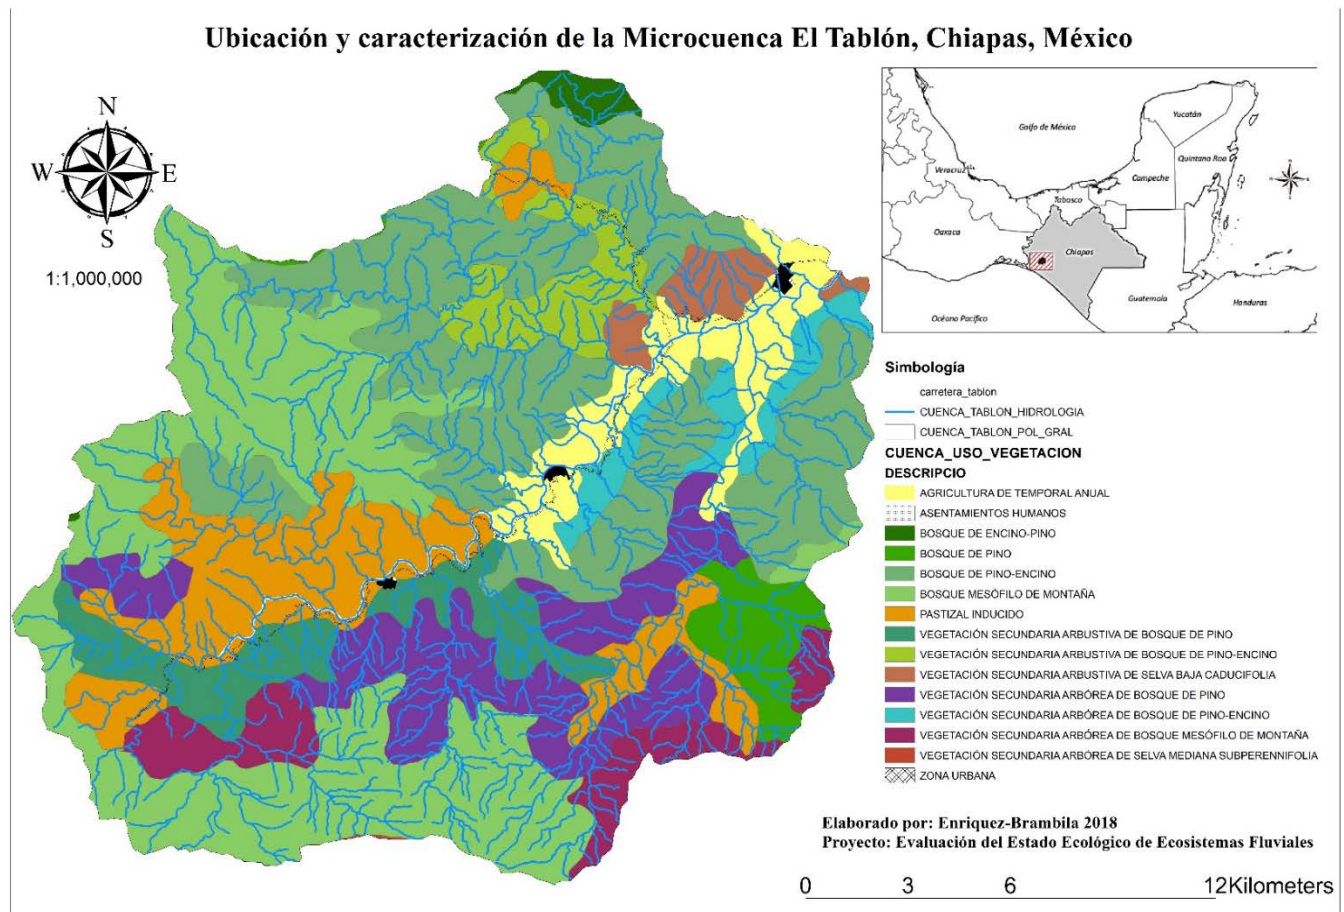 Ubicación y caracterización de la Microcuenca El Tablón, Chiapas, México
N
W E
S
1:1,000,000
Golfo de México
Yucatán
Quintana Roo
Campeche
Veracruz
Tabasco
Oaxaca
Chiapas
Guatemala
Honduras
Océano Pacífico
Simbología
carretera_tablon
CUENCA_TABLON_HIDROLOGIA
CUENCA_TABLON_POL_GRAL
CUENCA_USO_VEGETACION
DESCRIPCIO
AGRICULTURA DE TEMPORAL ANUAL
ASENTAMIENTOS HUMANOS
BOSQUE DE ENCINO-PINO
BOSQUE DE PINO
BOSQUE DE PINO-ENCINO
BOSQUE MESÓFILO DE MONTAÑA
PASTIZAL INDUCIDO
VEGETACIÓN SECUNDARIA ARBUSTIVA DE BOSQUE DE PINO
VEGETACIÓN SECUNDARIA ARBUSTIVA DE BOSQUE DE PINO-ENCINO
VEGETACIÓN SECUNDARIA ARBUSTIVA DE SELVA BAJA CADUCIFOLIA
VEGETACIÓN SECUNDARIA ARBÓREA DE BOSQUE DE PINO
VEGETACIÓN SECUNDARIA ARBÓREA DE BOSQUE DE PINO-ENCINO
VEGETACIÓN SECUNDARIA ARBÓREA DE BOSQUE MESÓFILO DE MONTAÑA
VEGETACIÓN SECUNDARIA ARBÓREA DE SELVA MEDIANA SUBPERENNIFOLIA
ZONA URBANA
Elaborado por: Enriquez-Brambila 2018
Proyecto: Evaluación del Estado Ecológico de Ecosistemas Fluviales
0 3 6 12Kilometers